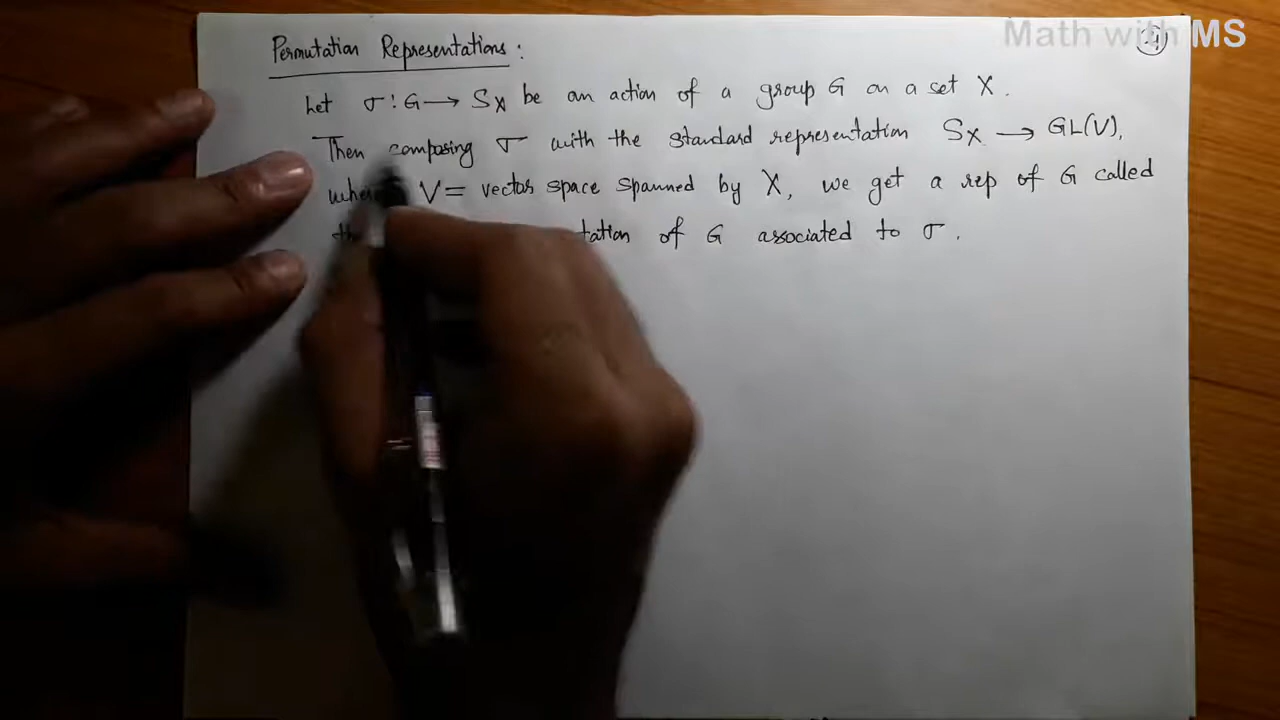 Math with MS
Permutation Representations :
Let σ : G → S_X be an action of a group G on a set X .
Then composing σ with the standard representation S_X → GL(V),
V = vector space spanned by X, we get a rep of G called
of G associated to σ .